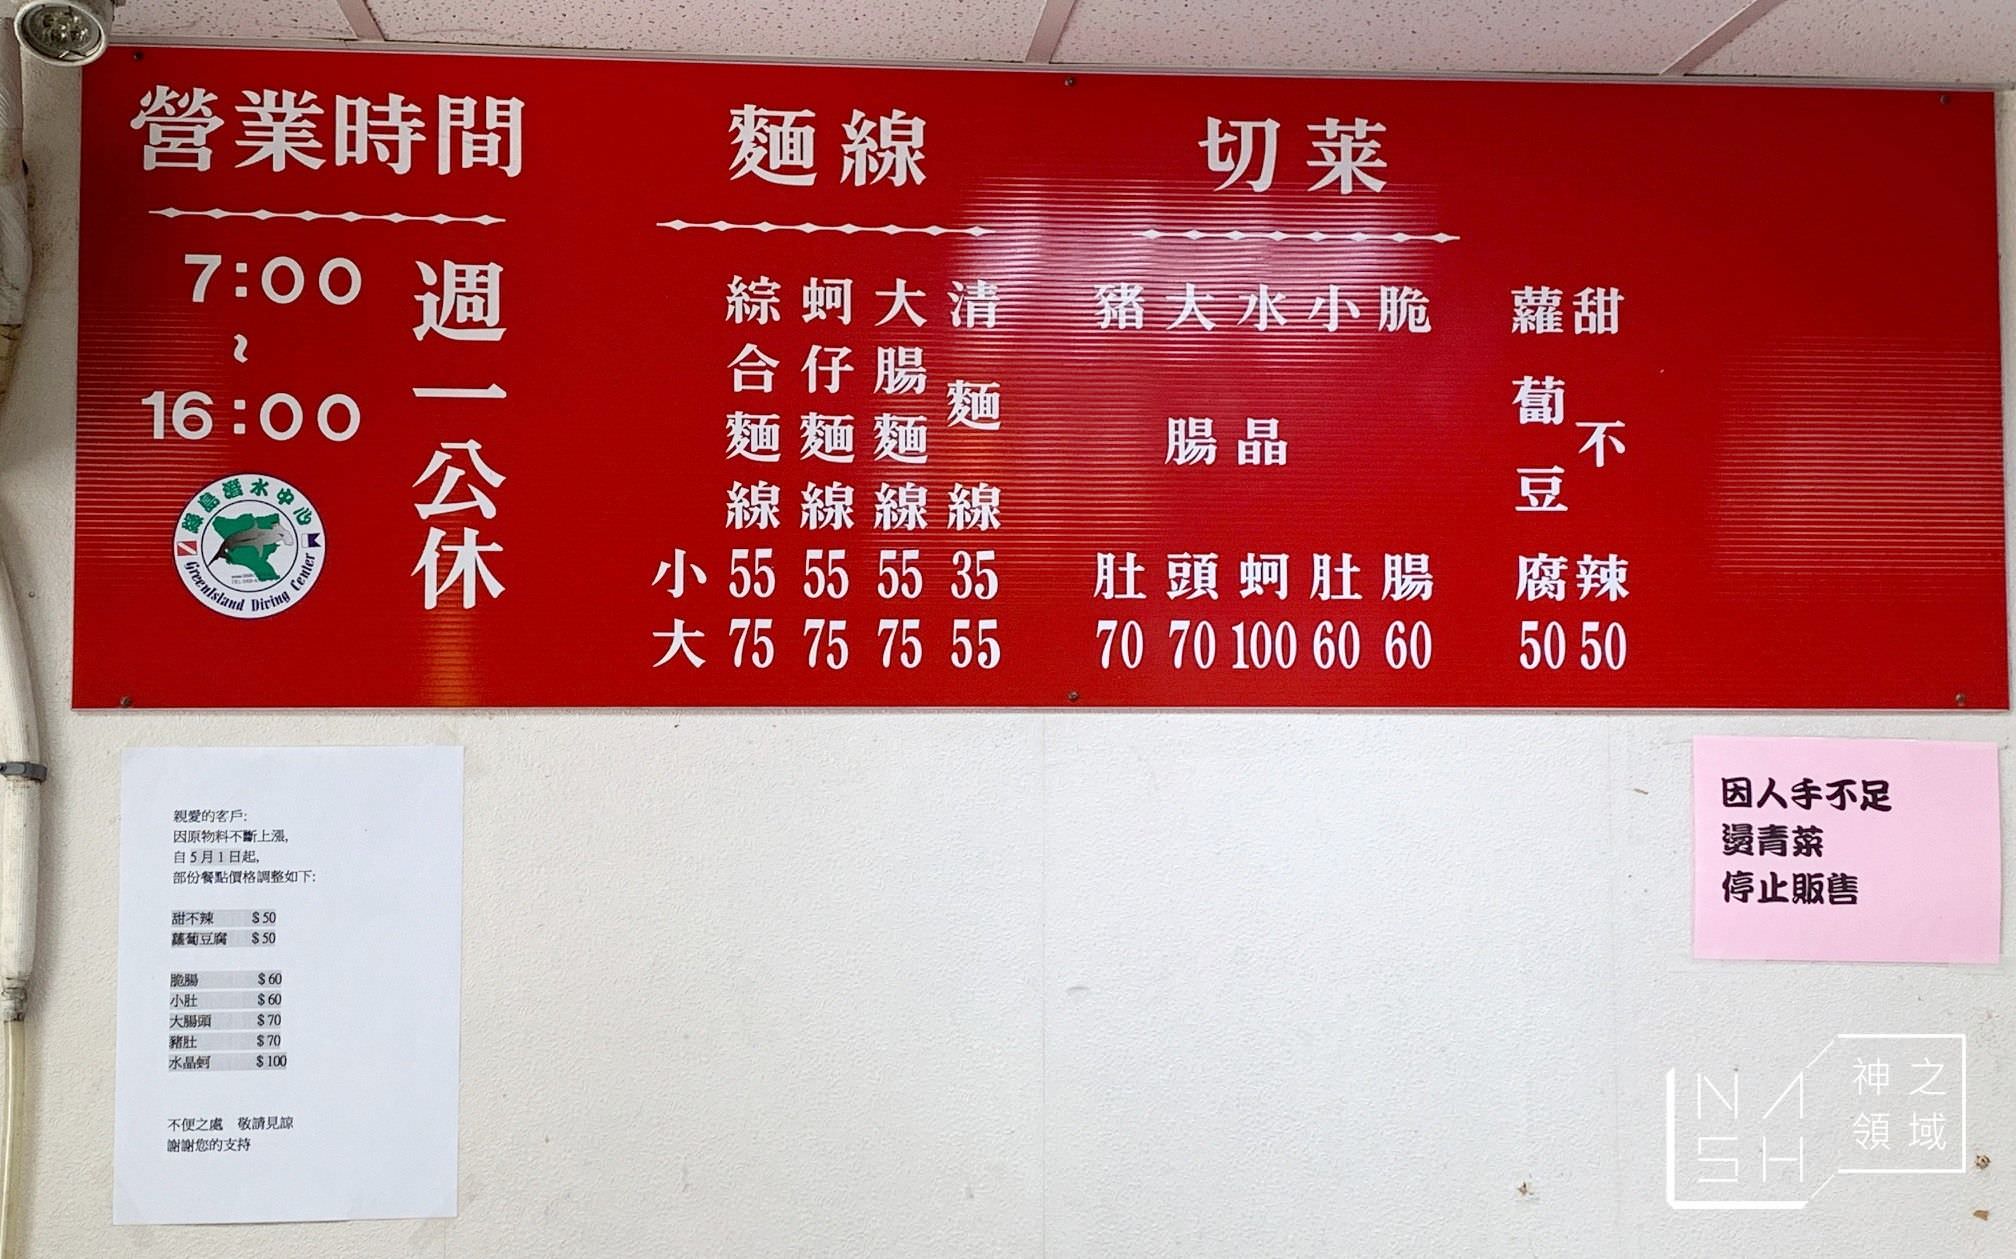 營業時間
7:00
~
16:00
週一公休
綠島潛水中心
GreenIsland Diving Center
麵線
綜合麵線 小55 大75
蚵仔麵線 55 75
大腸麵線 55 75
清麵線 35 55
切菜
豬肚 70
大腸頭 70
水晶蚵 100
小肚 60
脆腸 60
蘿蔔豆腐 50
甜不辣 50
親愛的客戶:
因原物料不斷上漲,
自5月1日起,
部份餐點價格調整如下:
甜不辣 $50
蘿蔔豆腐 $50
脆腸 $60
小肚 $60
大腸頭 $70
豬肚 $70
水晶蚵 $100
不便之處 敬請見諒
謝謝您的支持
因人手不足
燙青菜
停止販售
NASH
神之
領域